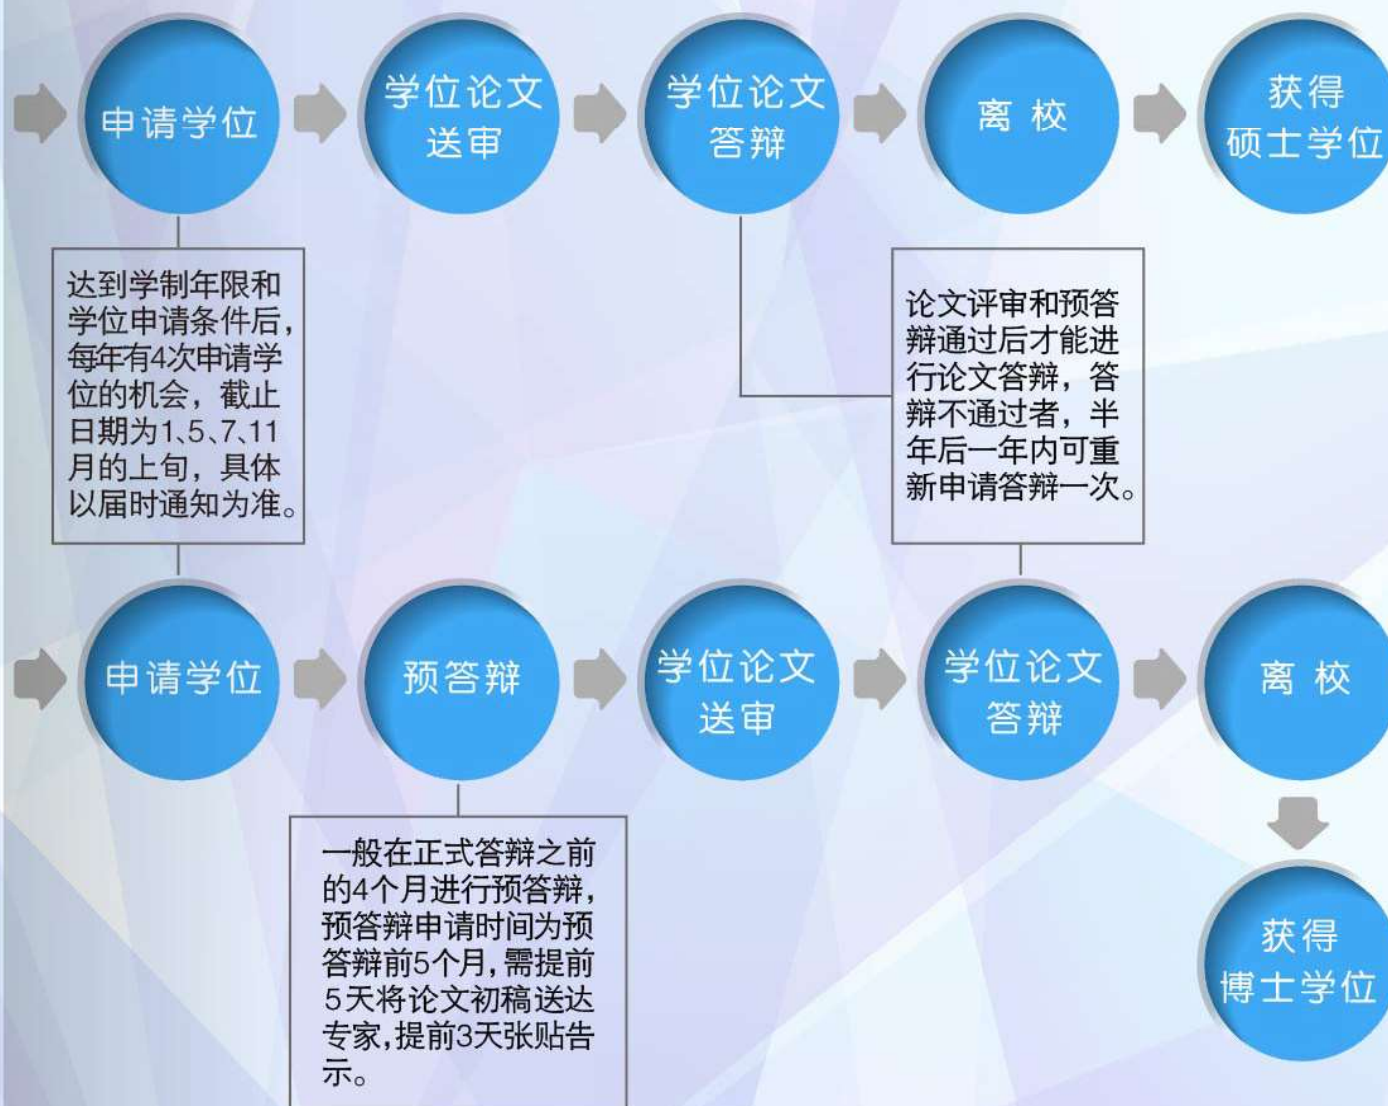 申请学位
学位论文
送审
学位论文
答辩
离 校
获得
硕士学位
达到学制年限和
学位申请条件后，
每年有4次申请学
位的机会，截止
日期为1、5、7、11
月的上旬，具体
以届时通知为准。
论文评审和预答
辩通过后才能进
行论文答辩，答
辩不通过者，半
年后一年内可重
新申请答辩一次。
申请学位
预答辩
学位论文
送审
学位论文
答辩
离 校
一般在正式答辩之前
的4个月进行预答辩，
预答辩申请时间为预
答辩前5个月，需提前
5天将论文初稿送达
专家，提前3天张贴告
示。
获得
博士学位